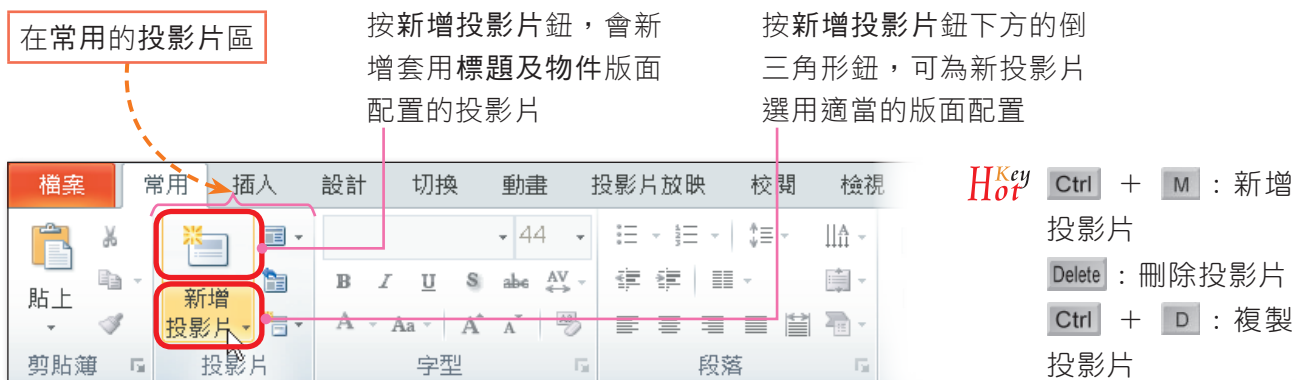 在常用的投影片區
按新增投影片鈕，會新
增套用標題及物件版面
配置的投影片
按新增投影片鈕下方的倒
三角形鈕，可為新投影片
選用適當的版面配置
檔案 常用 插入 設計 切換 動畫 投影片放映 校閱 檢視
貼上
新增
投影片
44
B I U S abc AV
A Aa A A
剪貼簿 投影片 字型 段落
Hot Key
Ctrl + M：新增
投影片
Delete：刪除投影片
Ctrl + D：複製
投影片